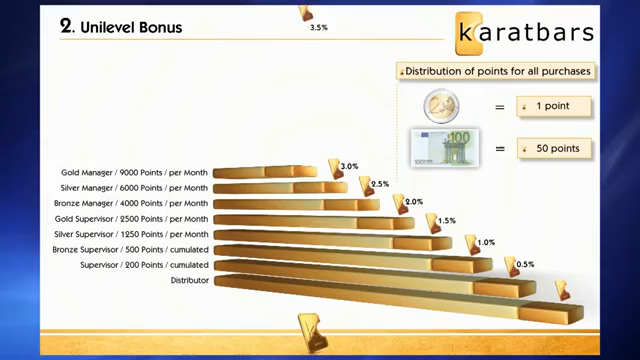 3.5%
2. Unilevel Bonus
karatbars
Distribution of points for all purchases
2
=
1 point
100
=
50 points
Gold Manager / 9000 Points / per Month
3.0%
Silver Manager / 6000 Points / per Month
2.5%
Bronze Manager / 4000 Points / per Month
2.0%
Gold Supervisor / 2500 Points / per Month
1.5%
Silver Supervisor / 1250 Points / per Month
1.0%
Bronze Supervisor / 500 Points / cumulated
0.5%
Supervisor / 200 Points / cumulated
Distributor